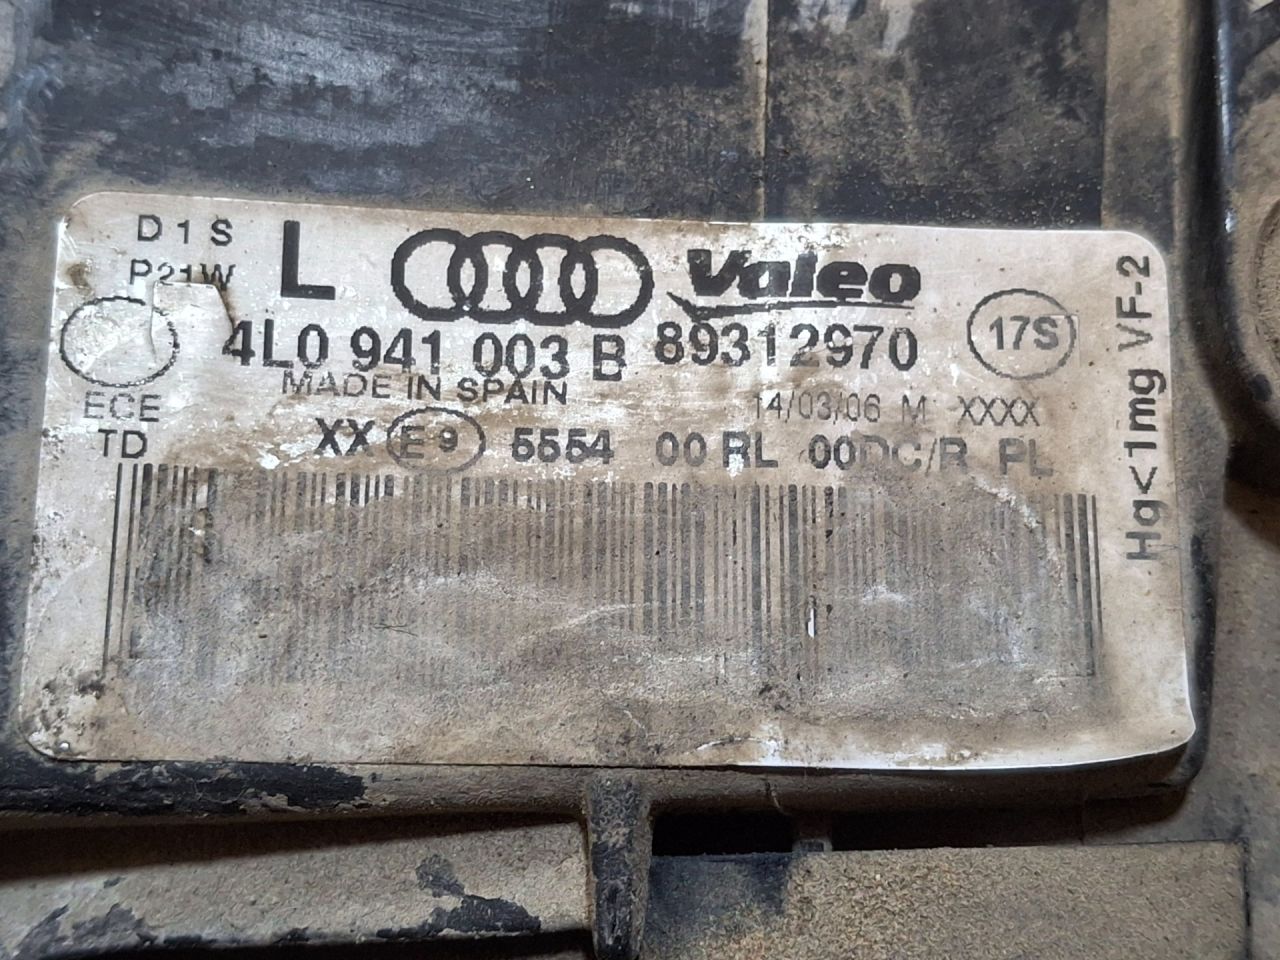 D1S L Valeo
P21W
4L0 941 003 B 89312970 17S
MADE IN SPAIN
ECE 14/03/06 M XXXX
TD XX E9 5554 00 RL 00DC/R PL
Hg<1mg VF-2